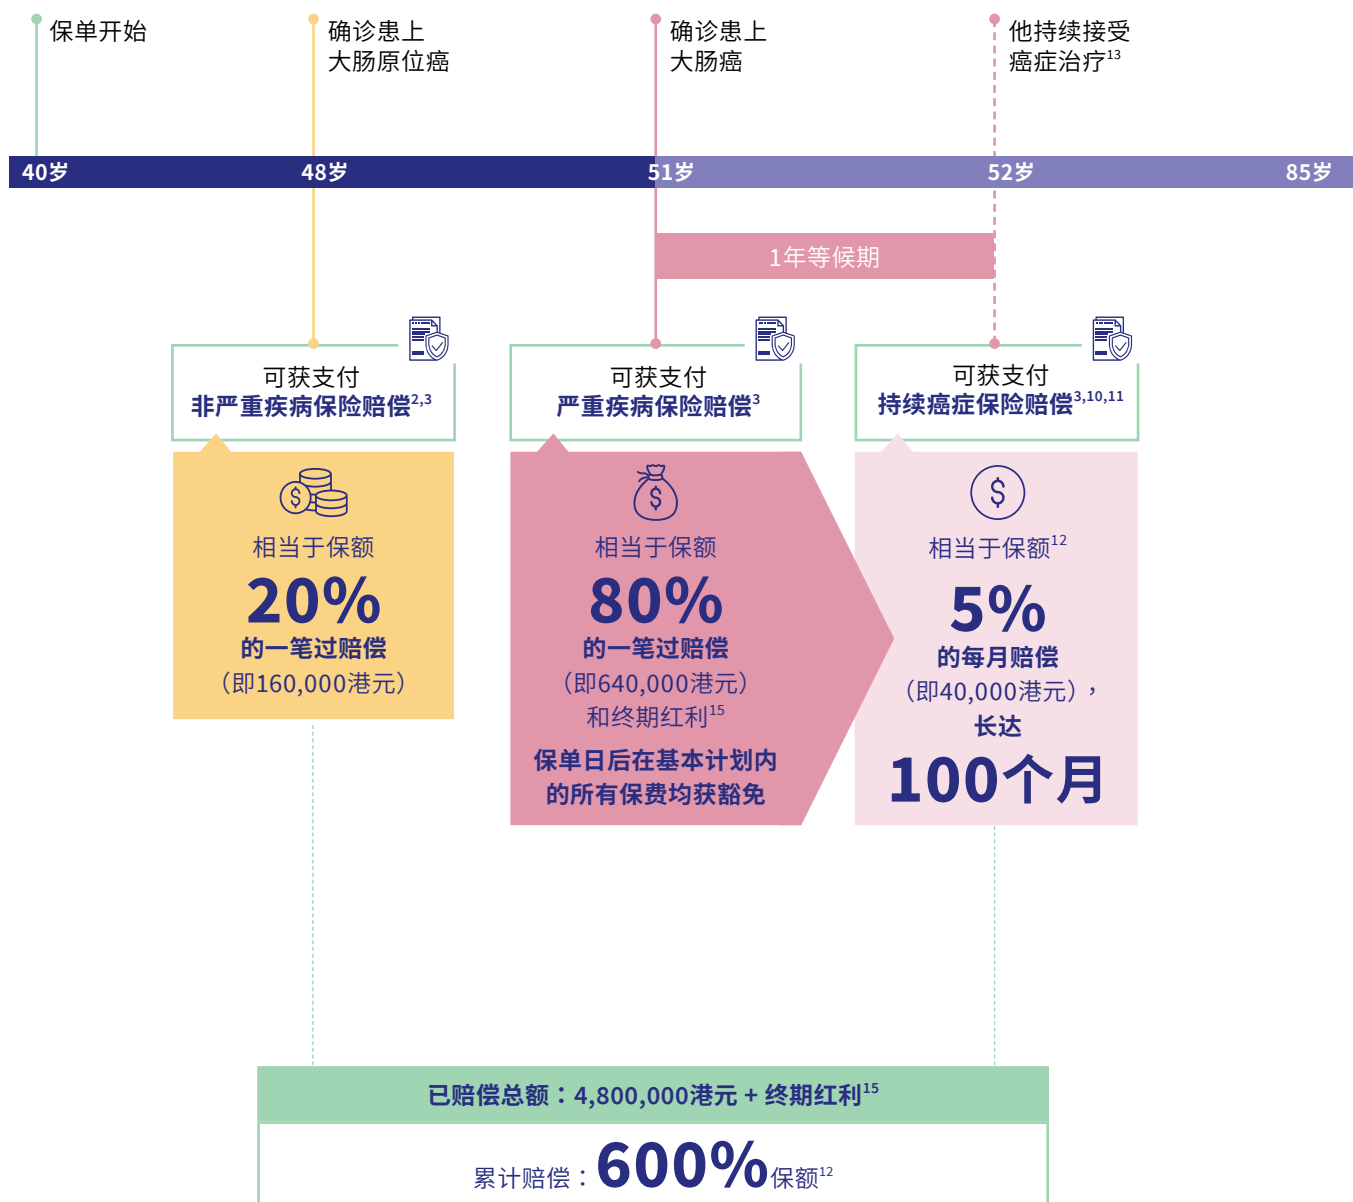 保单开始
确诊患上
大肠原位癌
确诊患上
大肠癌
他持续接受
癌症治疗13
40岁
48岁
51岁
52岁
85岁
1年等候期
可获支付
非严重疾病保险赔偿2,3
相当于保额
20%
的一笔过赔偿
（即160,000港元）
可获支付
严重疾病保险赔偿3
相当于保额
80%
的一笔过赔偿
（即640,000港元）
和终期红利15
保单日后在基本计划内
的所有保费均获豁免
可获支付
持续癌症保险赔偿3,10,11
相当于保额12
5%
的每月赔偿
（即40,000港元），
长达
100个月
已赔偿总额：4,800,000港元 + 终期红利15
累计赔偿：600%保额12